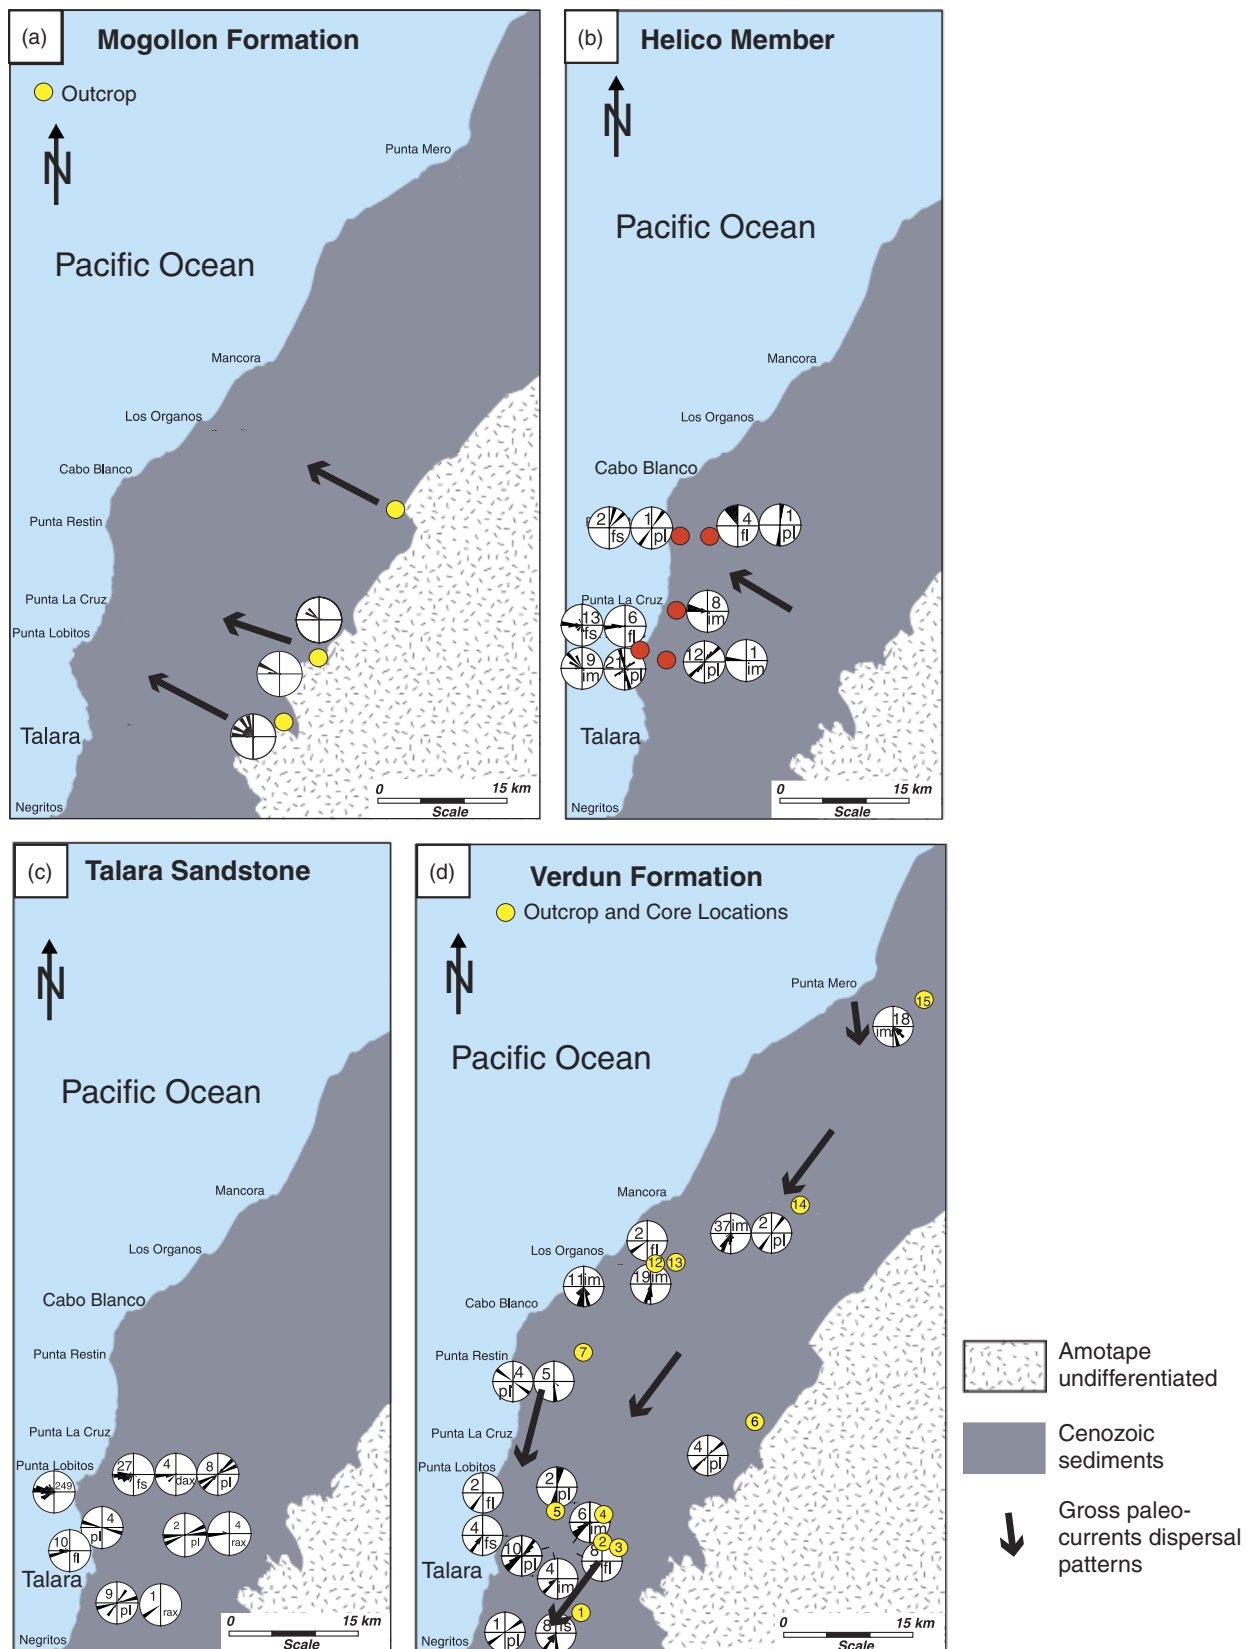 (a)
Mogollon Formation
Outcrop
N
Punta Mero
Pacific Ocean
Mancora
Los Organos
Cabo Blanco
Punta Restin
Punta La Cruz
Punta Lobitos
Talara
Negritos
0 15 km
Scale
(b)
Helico Member
N
Pacific Ocean
Mancora
Los Organos
Cabo Blanco
2 fs
1 pl
4 fl
1 pl
Punta La Cruz
8 im
13 fs
6 fl
9 im
21 pl
12 pl
1 im
Talara
Negritos
0 15 km
Scale
(c)
Talara Sandstone
N
Pacific Ocean
Mancora
Los Organos
Cabo Blanco
Punta Restin
Punta La Cruz
Punta Lobitos
27 fs
4 dax
8 pl
249
4 pl
2 pl
4 rax
10 fl
Talara
9 pl
1 rax
Negritos
0 15 km
Scale
(d)
Verdun Formation
Outcrop and Core Locations
N
Punta Mero
15
18 im
Pacific Ocean
Mancora
14
37 im
2 pl
2 fl
Los Organos
12 13
11 im
19 im
Cabo Blanco
7
Punta Restin
4 pl
5
6
Punta La Cruz
4 pl
Punta Lobitos
2 fl
2 pl
5
4
6 im
4 fs
2
3
10 pl
8 fl
Talara
4 im
1
1 pl
8 fs
Negritos
0 15 km
Scale
Amotape
undifferentiated
Cenozoic
sediments
Gross paleo-
currents dispersal
patterns